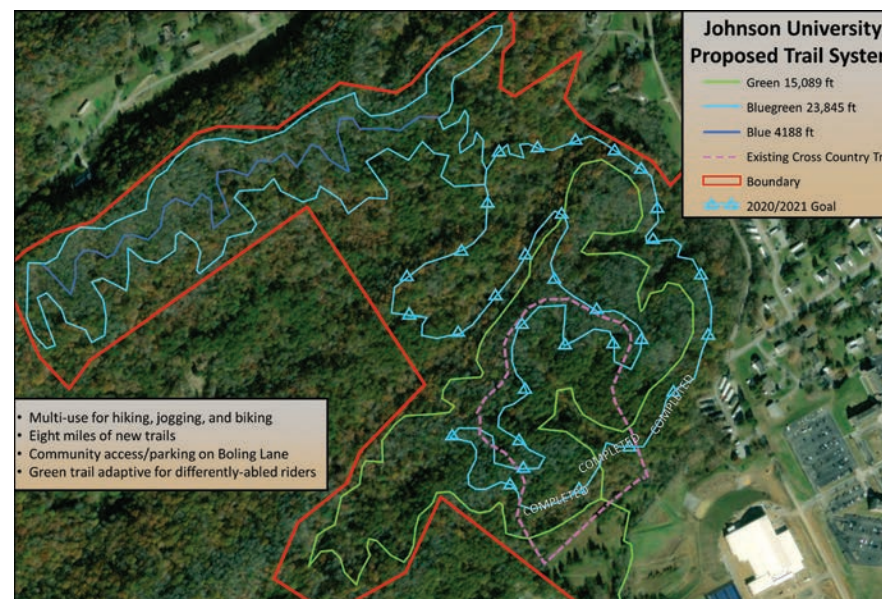 Johnson University
Proposed Trail System
Green 15,089 ft
Bluegreen 23,845 ft
Blue 4188 ft
Existing Cross Country Tr
Boundary
2020/2021 Goal
Multi-use for hiking, jogging, and biking
Eight miles of new trails
Community access/parking on Boling Lane
Green trail adaptive for differently-abled riders
COMPLETED
COMPLETED
COMPLETED